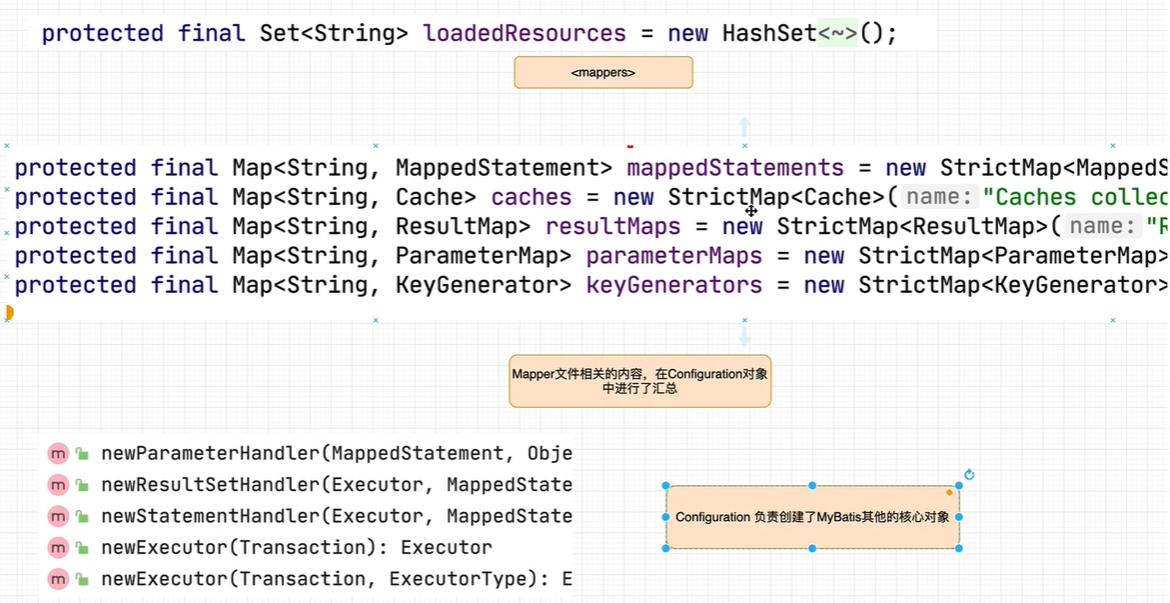 protected final Set<String> loadedResources = new HashSet<~>();
<mappers>
protected final Map<String, MappedStatement> mappedStatements = new StrictMap<MappedS
protected final Map<String, Cache> caches = new StrictMap<Cache>( name: "Caches collec
protected final Map<String, ResultMap> resultMaps = new StrictMap<ResultMap>( name: "R
protected final Map<String, ParameterMap> parameterMaps = new StrictMap<ParameterMap>
protected final Map<String, KeyGenerator> keyGenerators = new StrictMap<KeyGenerator>
Mapper文件相关的内容，在Configuration对象
中进行了汇总
m newParameterHandler(MappedStatement, Obje
m newResultSetHandler(Executor, MappedState
m newStatementHandler(Executor, MappedState
m newExecutor(Transaction): Executor
m newExecutor(Transaction, ExecutorType): E
Configuration 负责创建了MyBatis其他的核心对象